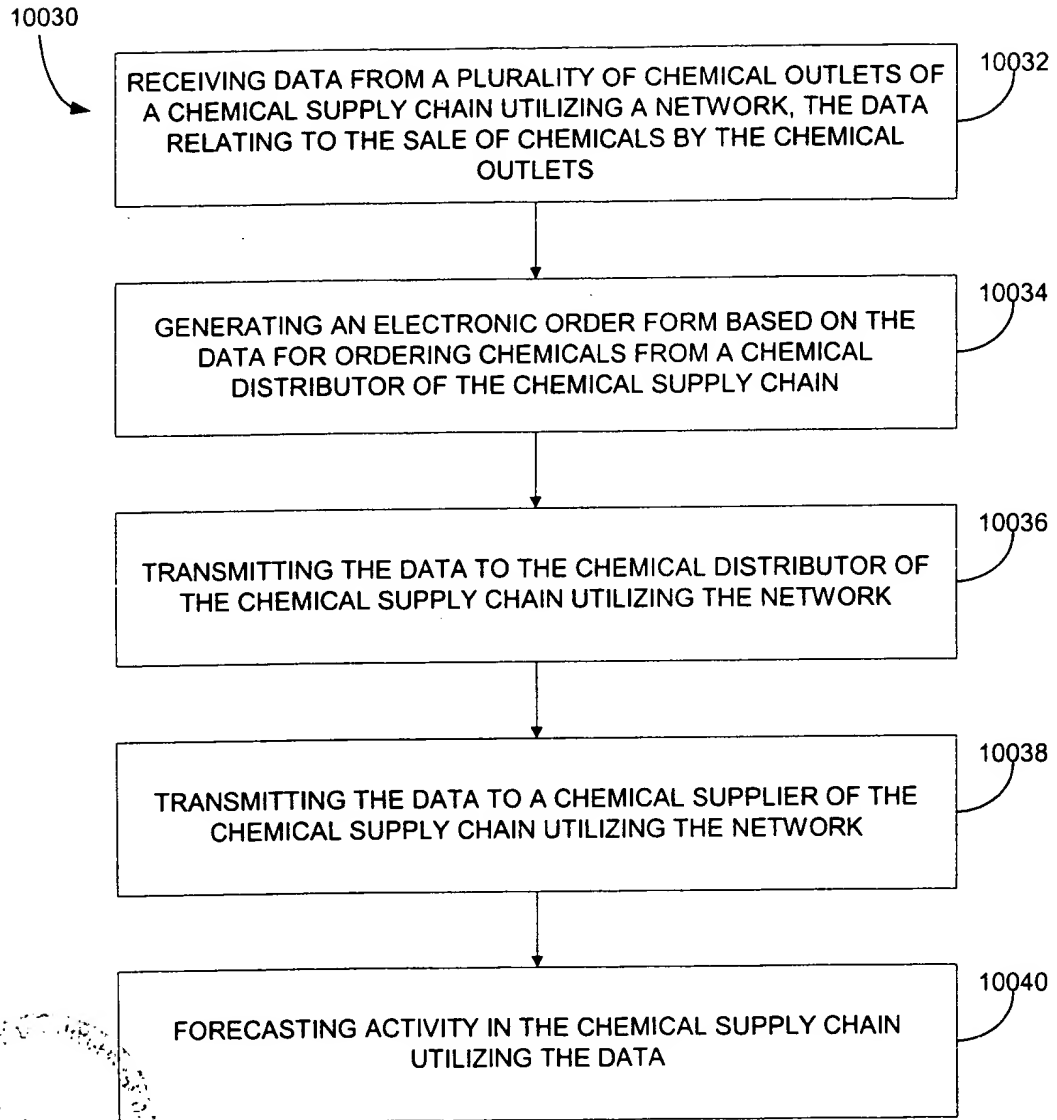 10030
RECEIVING DATA FROM A PLURALITY OF CHEMICAL OUTLETS OF
A CHEMICAL SUPPLY CHAIN UTILIZING A NETWORK, THE DATA
RELATING TO THE SALE OF CHEMICALS BY THE CHEMICAL
OUTLETS
10032
GENERATING AN ELECTRONIC ORDER FORM BASED ON THE
DATA FOR ORDERING CHEMICALS FROM A CHEMICAL
DISTRIBUTOR OF THE CHEMICAL SUPPLY CHAIN
10034
TRANSMITTING THE DATA TO THE CHEMICAL DISTRIBUTOR OF
THE CHEMICAL SUPPLY CHAIN UTILIZING THE NETWORK
10036
TRANSMITTING THE DATA TO A CHEMICAL SUPPLIER OF THE
CHEMICAL SUPPLY CHAIN UTILIZING THE NETWORK
10038
FORECASTING ACTIVITY IN THE CHEMICAL SUPPLY CHAIN
UTILIZING THE DATA
10040